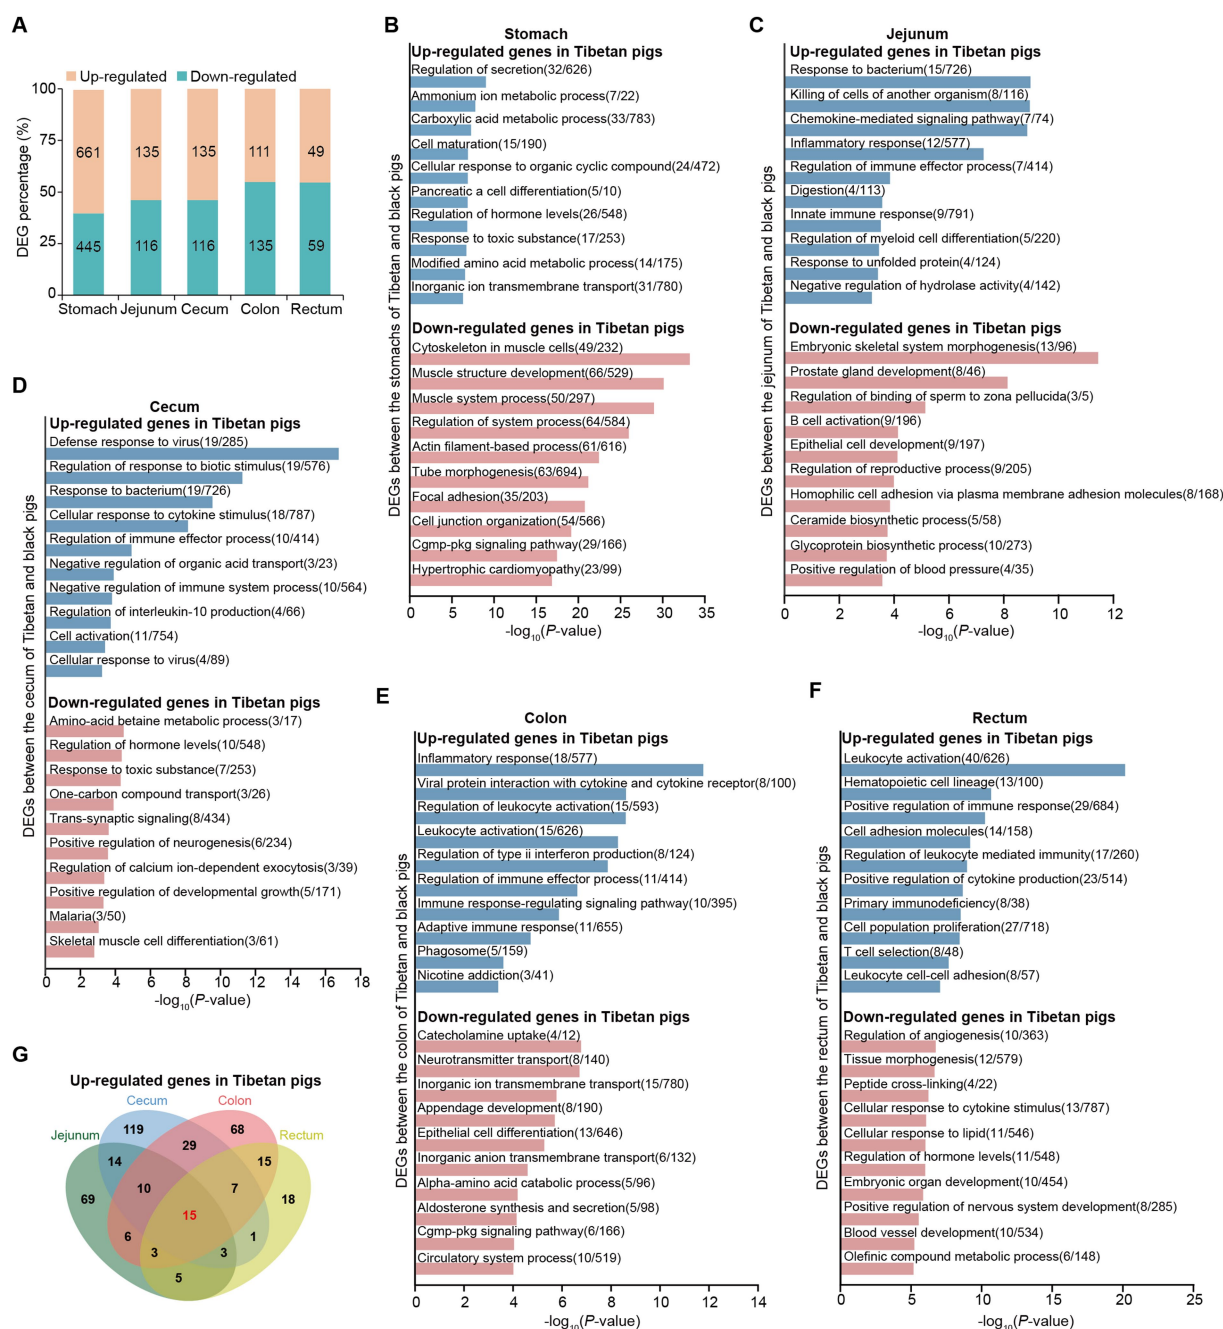 A
Up-regulated Down-regulated
DEG percentage (%)
100
75
50
25
0
661 135 135 111 49
445 116 116 135 59
Stomach Jejunum Cecum Colon Rectum
B
Stomach
Up-regulated genes in Tibetan pigs
DEGs between the stomachs of Tibetan and black pigs
Regulation of secretion(32/626)
Ammonium ion metabolic process(7/22)
Carboxylic acid metabolic process(33/783)
Cell maturation(15/190)
Cellular response to organic cyclic compound(24/472)
Pancreatic a cell differentiation(5/10)
Regulation of hormone levels(26/548)
Response to toxic substance(17/253)
Modified amino acid metabolic process(14/175)
Inorganic ion transmembrane transport(31/780)
Down-regulated genes in Tibetan pigs
Cytoskeleton in muscle cells(49/232)
Muscle structure development(66/529)
Muscle system process(50/297)
Regulation of system process(64/584)
Actin filament-based process(61/616)
Tube morphogenesis(63/694)
Focal adhesion(35/203)
Cell junction organization(54/566)
Cgmp-pkg signaling pathway(29/166)
Hypertrophic cardiomyopathy(23/99)
0 5 10 15 20 25 30 35
-log10(P-value)
C
Jejunum
Up-regulated genes in Tibetan pigs
DEGs between the jejunum of Tibetan and black pigs
Response to bacterium(15/726)
Killing of cells of another organism(8/116)
Chemokine-mediated signaling pathway(7/74)
Inflammatory response(12/577)
Regulation of immune effector process(7/414)
Digestion(4/113)
Innate immune response(9/791)
Regulation of myeloid cell differentiation(5/220)
Response to unfolded protein(4/124)
Negative regulation of hydrolase activity(4/142)
Down-regulated genes in Tibetan pigs
Embryonic skeletal system morphogenesis(13/96)
Prostate gland development(8/46)
Regulation of binding of sperm to zona pellucida(3/5)
B cell activation(9/196)
Epithelial cell development(9/197)
Regulation of reproductive process(9/205)
Homophilic cell adhesion via plasma membrane adhesion molecules(8/168)
Ceramide biosynthetic process(5/58)
Glycoprotein biosynthetic process(10/273)
Positive regulation of blood pressure(4/35)
0 2 4 6 8 10 12
-log10(P-value)
D
Cecum
Up-regulated genes in Tibetan pigs
DEGs between the cecum of Tibetan and black pigs
Defense response to virus(19/285)
Regulation of response to biotic stimulus(19/576)
Response to bacterium(19/726)
Cellular response to cytokine stimulus(18/787)
Regulation of immune effector process(10/414)
Negative regulation of organic acid transport(3/23)
Negative regulation of immune system process(10/564)
Regulation of interleukin-10 production(4/66)
Cell activation(11/754)
Cellular response to virus(4/89)
Down-regulated genes in Tibetan pigs
Amino-acid betaine metabolic process(3/17)
Regulation of hormone levels(10/548)
Response to toxic substance(7/253)
One-carbon compound transport(3/26)
Trans-synaptic signaling(8/434)
Positive regulation of neurogenesis(6/234)
Regulation of calcium ion-dependent exocytosis(3/39)
Positive regulation of developmental growth(5/171)
Malaria(3/50)
Skeletal muscle cell differentiation(3/61)
0 2 4 6 8 10 12 14 16 18
-log10(P-value)
E
Colon
Up-regulated genes in Tibetan pigs
DEGs between the colon of Tibetan and black pigs
Inflammatory response(18/577)
Viral protein interaction with cytokine and cytokine receptor(8/100)
Regulation of leukocyte activation(15/593)
Leukocyte activation(15/626)
Regulation of type ii interferon production(8/124)
Regulation of immune effector process(11/414)
Immune response-regulating signaling pathway(10/395)
Adaptive immune response(11/655)
Phagosome(5/159)
Nicotine addiction(3/41)
Down-regulated genes in Tibetan pigs
Catecholamine uptake(4/12)
Neurotransmitter transport(8/140)
Inorganic ion transmembrane transport(15/780)
Appendage development(8/190)
Epithelial cell differentiation(13/646)
Inorganic anion transmembrane transport(6/132)
Alpha-amino acid catabolic process(5/96)
Aldosterone synthesis and secretion(5/98)
Cgmp-pkg signaling pathway(6/166)
Circulatory system process(10/519)
0 2 4 6 8 10 12 14
-log10(P-value)
F
Rectum
Up-regulated genes in Tibetan pigs
DEGs between the rectum of Tibetan and black pigs
Leukocyte activation(40/626)
Hematopoietic cell lineage(13/100)
Positive regulation of immune response(29/684)
Cell adhesion molecules(14/158)
Regulation of leukocyte mediated immunity(17/260)
Positive regulation of cytokine production(23/514)
Primary immunodeficiency(8/38)
Cell population proliferation(27/718)
T cell selection(8/48)
Leukocyte cell-cell adhesion(8/57)
Down-regulated genes in Tibetan pigs
Regulation of angiogenesis(10/363)
Tissue morphogenesis(12/579)
Peptide cross-linking(4/22)
Cellular response to cytokine stimulus(13/787)
Cellular response to lipid(11/546)
Regulation of hormone levels(11/548)
Embryonic organ development(10/454)
Positive regulation of nervous system development(8/285)
Blood vessel development(10/534)
Olefinic compound metabolic process(6/148)
0 5 10 15 20 25
-log10(P-value)
G
Up-regulated genes in Tibetan pigs
Cecum Colon
Jejunum Rectum
119 68
29
14 15
10 7
69 18
15
6 1
3 3
5